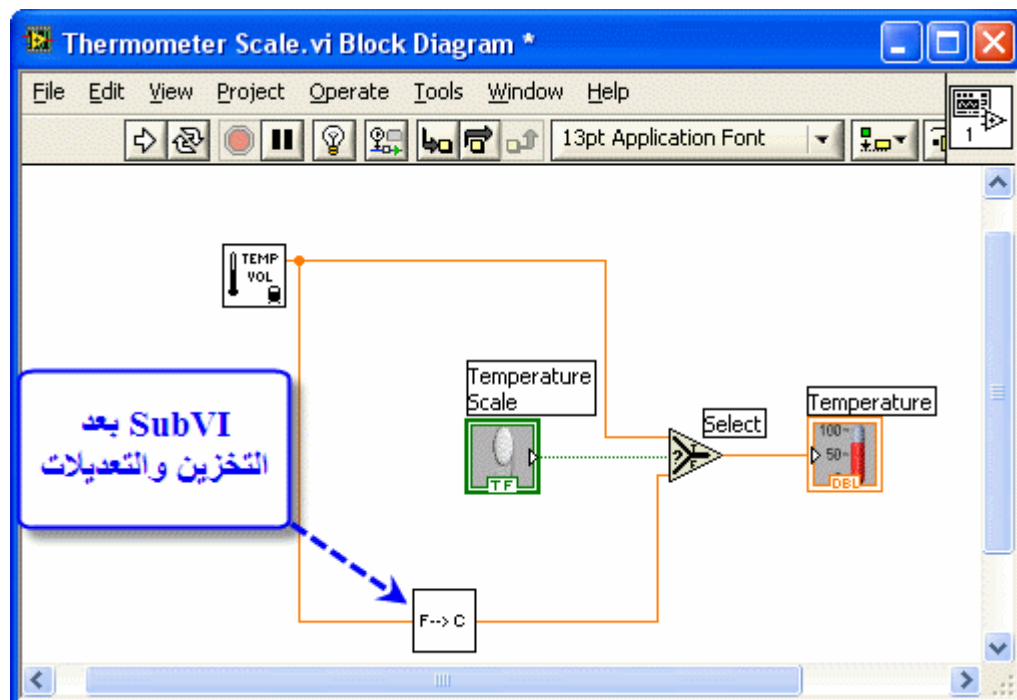 Thermometer Scale.vi Block Diagram *
File Edit View Project Operate Tools Window Help
13pt Application Font
1
TEMP
VOL
Temperature
Scale
TF
Select
?
T
F
Temperature
100
50
DBL
SubVI بعد
التخزين والتعديلات
F--> C